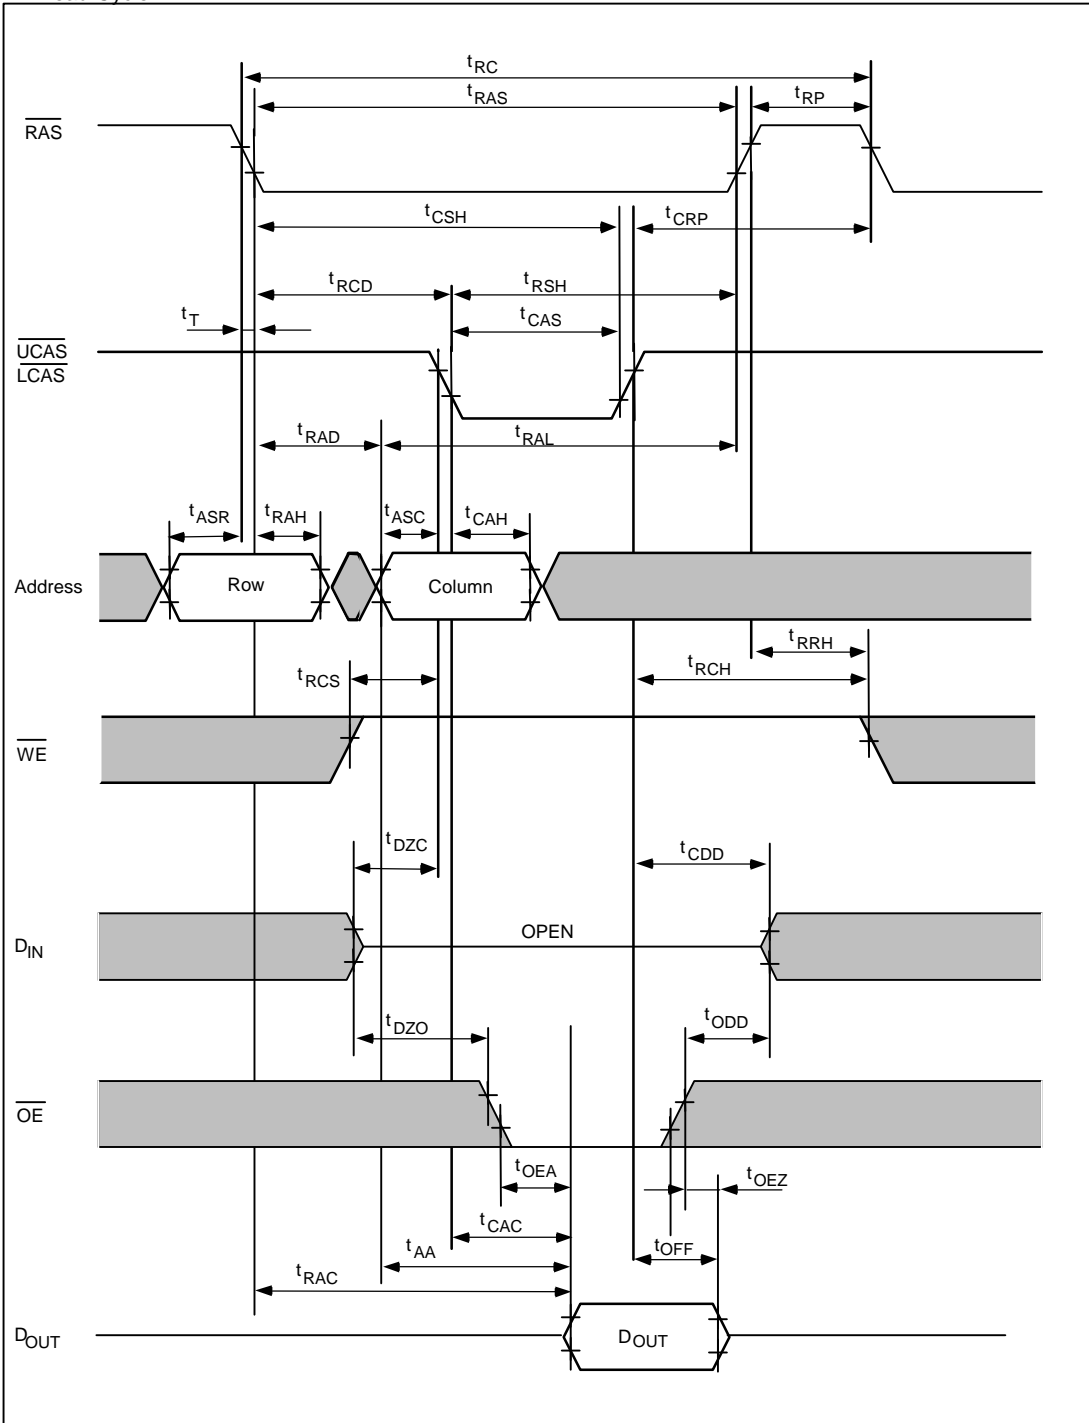 tRC
tRAS
tRP
RAS
tCSH
tCRP
tRCD
tRSH
tT
tCAS
UCAS
LCAS
tRAD
tRAL
tASR
tRAH
tASC
tCAH
Address
Row
Column
tRRH
tRCH
tRCS
WE
tDZC
tCDD
DIN
OPEN
tDZO
tODD
OE
tOEA
tOEZ
tCAC
tOFF
tAA
tRAC
DOUT
DOUT